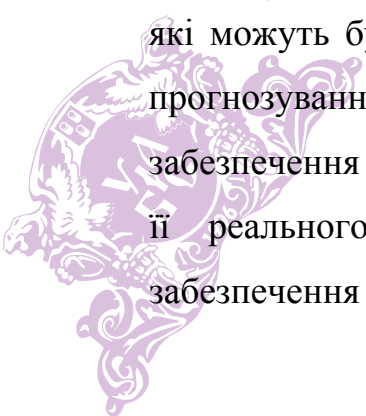 які можуть
прогнозуванн
забезпечення
її реального
забезпечення